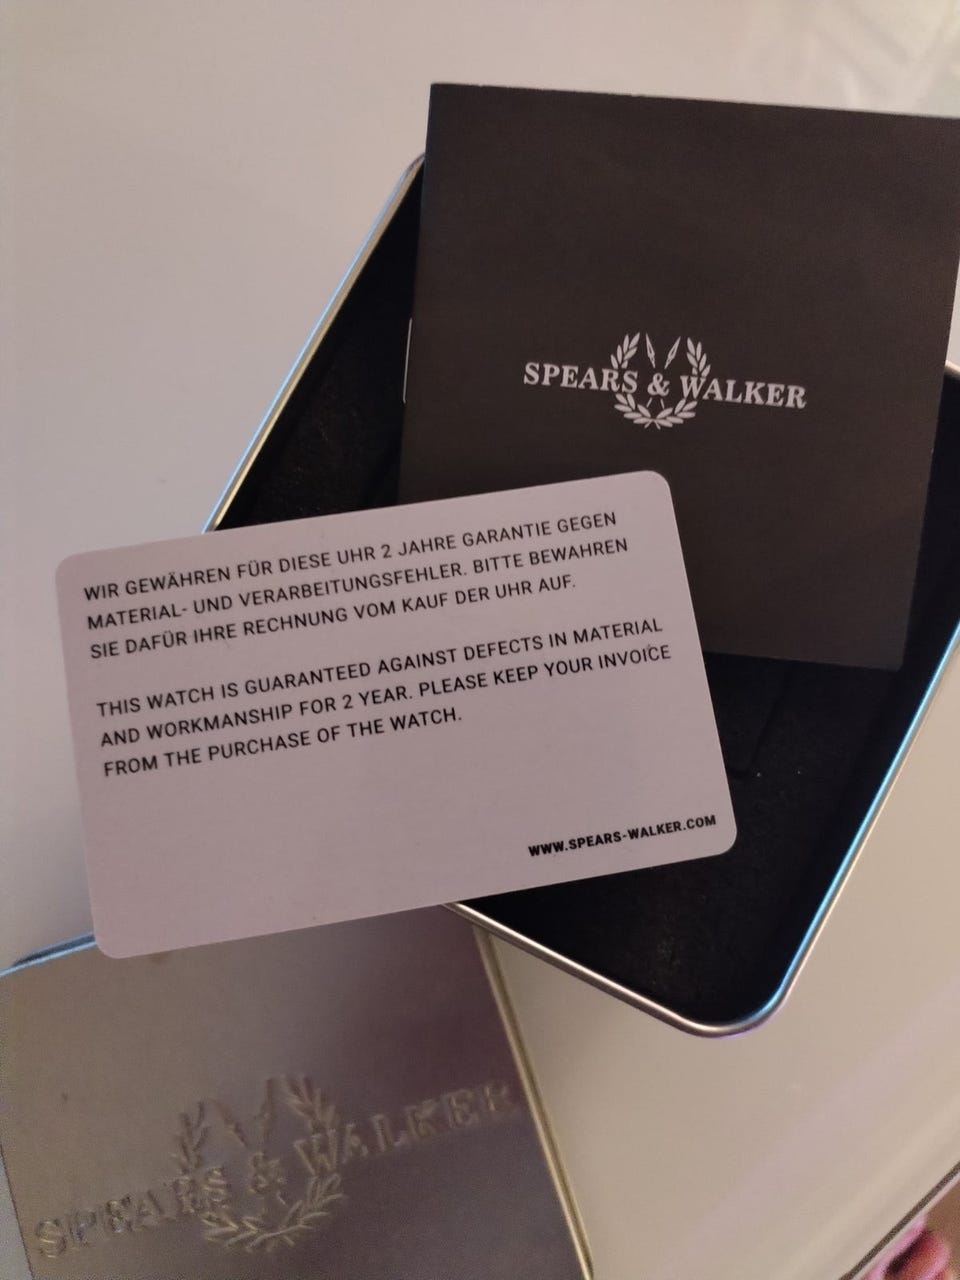 SPEARS & WALKER
WIR GEWÄHREN FÜR DIESE UHR 2 JAHRE GARANTIE GEGEN
MATERIAL- UND VERARBEITUNGSFEHLER. BITTE BEWAHREN
SIE DAFÜR IHRE RECHNUNG VOM KAUF DER UHR AUF.
THIS WATCH IS GUARANTEED AGAINST DEFECTS IN MATERIAL
AND WORKMANSHIP FOR 2 YEAR. PLEASE KEEP YOUR INVOICE
FROM THE PURCHASE OF THE WATCH.
WWW.SPEARS-WALKER.COM
SPEARS & WALKER